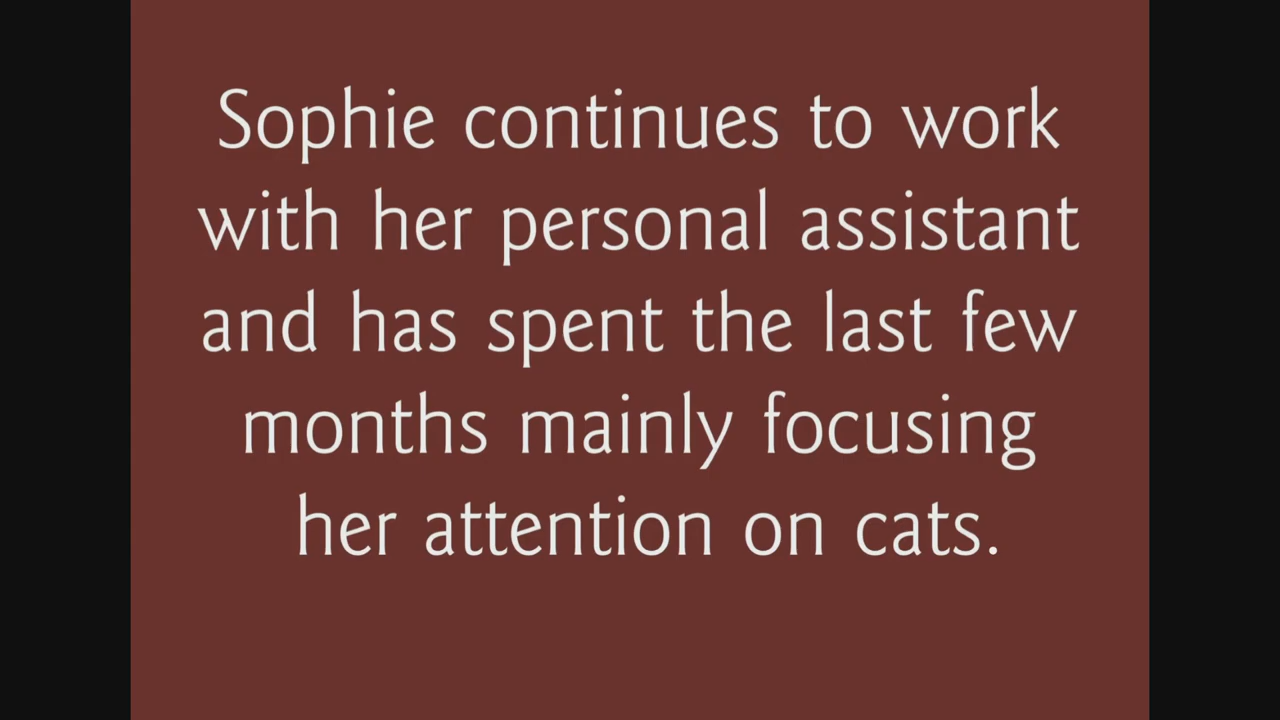 Sophie continues to work
with her personal assistant
and has spent the last few
months mainly focusing
her attention on cats.